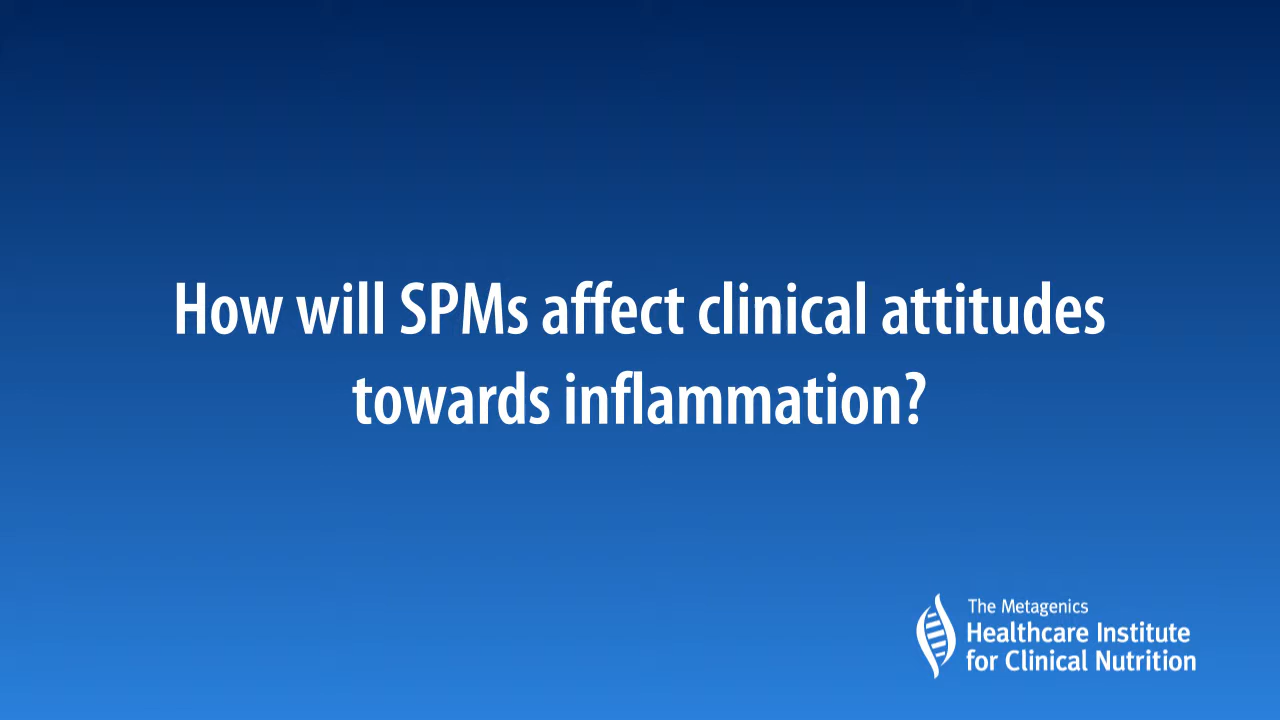 How will SPMs affect clinical attitudes
towards inflammation?
The Metagenics
Healthcare Institute
for Clinical Nutrition